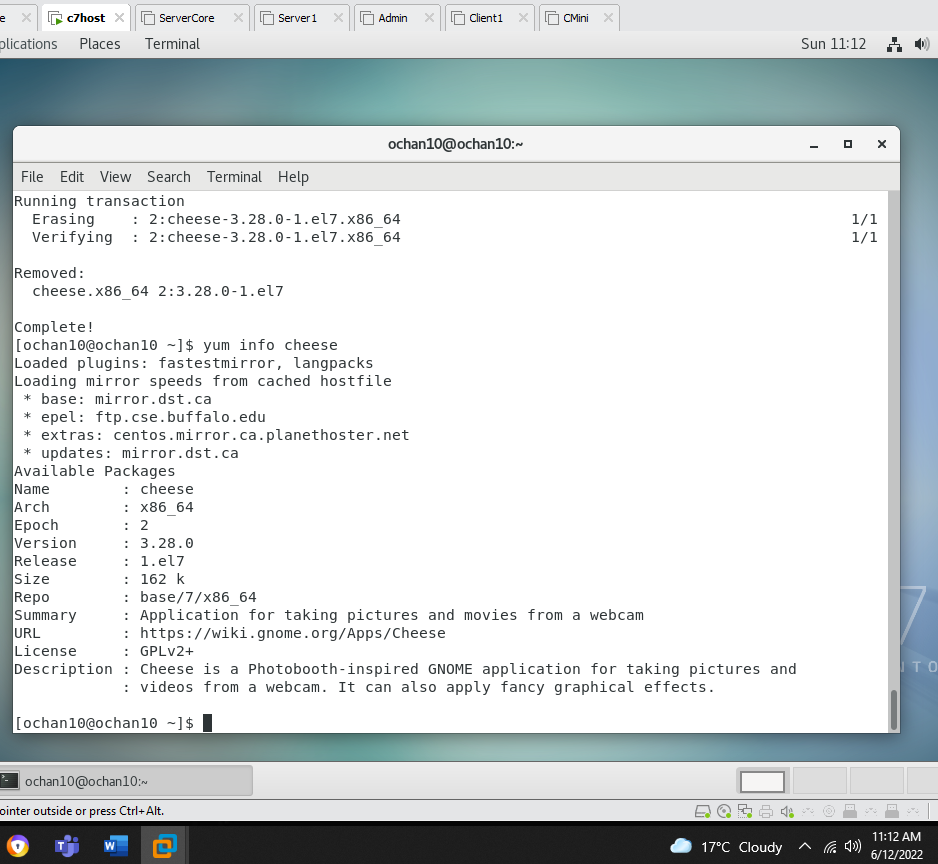 e
c7host
ServerCore
Server1
Admin
Client1
CMini
plications Places Terminal Sun 11:12
ochan10@ochan10:~
File Edit View Search Terminal Help
Running transaction
  Erasing    : 2:cheese-3.28.0-1.el7.x86_64 1/1
  Verifying  : 2:cheese-3.28.0-1.el7.x86_64 1/1
Removed:
  cheese.x86_64 2:3.28.0-1.el7
Complete!
[ochan10@ochan10 ~]$ yum info cheese
Loaded plugins: fastestmirror, langpacks
Loading mirror speeds from cached hostfile
 * base: mirror.dst.ca
 * epel: ftp.cse.buffalo.edu
 * extras: centos.mirror.ca.planethoster.net
 * updates: mirror.dst.ca
Available Packages
Name        : cheese
Arch        : x86_64
Epoch       : 2
Version     : 3.28.0
Release     : 1.el7
Size        : 162 k
Repo        : base/7/x86_64
Summary     : Application for taking pictures and movies from a webcam
URL         : https://wiki.gnome.org/Apps/Cheese
License     : GPLv2+
Description : Cheese is a Photobooth-inspired GNOME application for taking pictures and
            : videos from a webcam. It can also apply fancy graphical effects.
[ochan10@ochan10 ~]$
7
NTO
ochan10@ochan10:~
ointer outside or press Ctrl+Alt.
17°C Cloudy
11:12 AM
6/12/2022